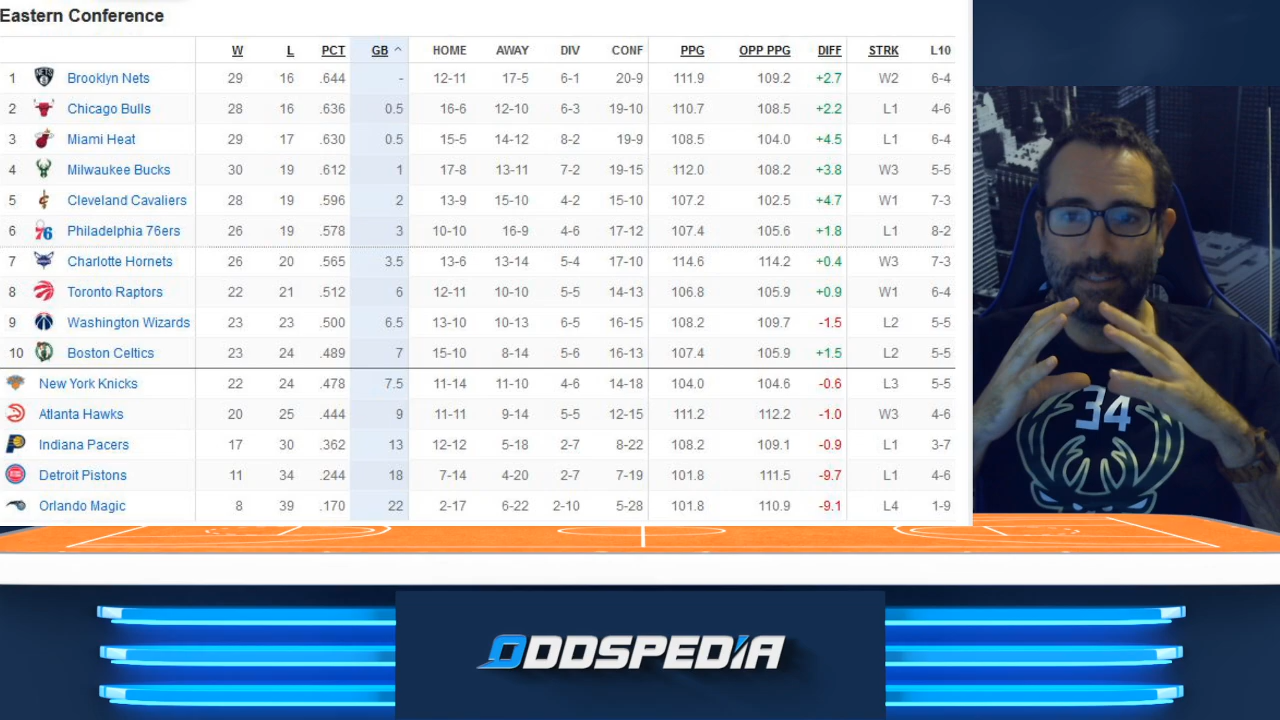 Eastern Conference
W L PCT GB ^ HOME AWAY DIV CONF PPG OPP PPG DIFF STRK L10
1 Brooklyn Nets 29 16 .644 - 12-11 17-5 6-1 20-9 111.9 109.2 +2.7 W2 6-4
2 Chicago Bulls 28 16 .636 0.5 16-6 12-10 6-3 19-10 110.7 108.5 +2.2 L1 4-6
3 Miami Heat 29 17 .630 0.5 15-5 14-12 8-2 19-9 108.5 104.0 +4.5 L1 6-4
4 Milwaukee Bucks 30 19 .612 1 17-8 13-11 7-2 19-15 112.0 108.2 +3.8 W3 5-5
5 Cleveland Cavaliers 28 19 .596 2 13-9 15-10 4-2 15-10 107.2 102.5 +4.7 W1 7-3
6 76 Philadelphia 76ers 26 19 .578 3 10-10 16-9 4-6 17-12 107.4 105.6 +1.8 L1 8-2
7 Charlotte Hornets 26 20 .565 3.5 13-6 13-14 5-4 17-10 114.6 114.2 +0.4 W3 7-3
8 Toronto Raptors 22 21 .512 6 12-11 10-10 5-5 14-13 106.8 105.9 +0.9 W1 6-4
9 Washington Wizards 23 23 .500 6.5 13-10 10-13 6-5 16-15 108.2 109.7 -1.5 L2 5-5
10 Boston Celtics 23 24 .489 7 15-10 8-14 5-6 16-13 107.4 105.9 +1.5 L2 5-5
New York Knicks 22 24 .478 7.5 11-14 11-10 4-6 14-18 104.0 104.6 -0.6 L3 5-5
Atlanta Hawks 20 25 .444 9 11-11 9-14 5-5 12-15 111.2 112.2 -1.0 W3 4-6
Indiana Pacers 17 30 .362 13 12-12 5-18 2-7 8-22 108.2 109.1 -0.9 L1 3-7
Detroit Pistons 11 34 .244 18 7-14 4-20 2-7 7-19 101.8 111.5 -9.7 L1 4-6
Orlando Magic 8 39 .170 22 2-17 6-22 2-10 5-28 101.8 110.9 -9.1 L4 1-9
34
ODDSPEDIA